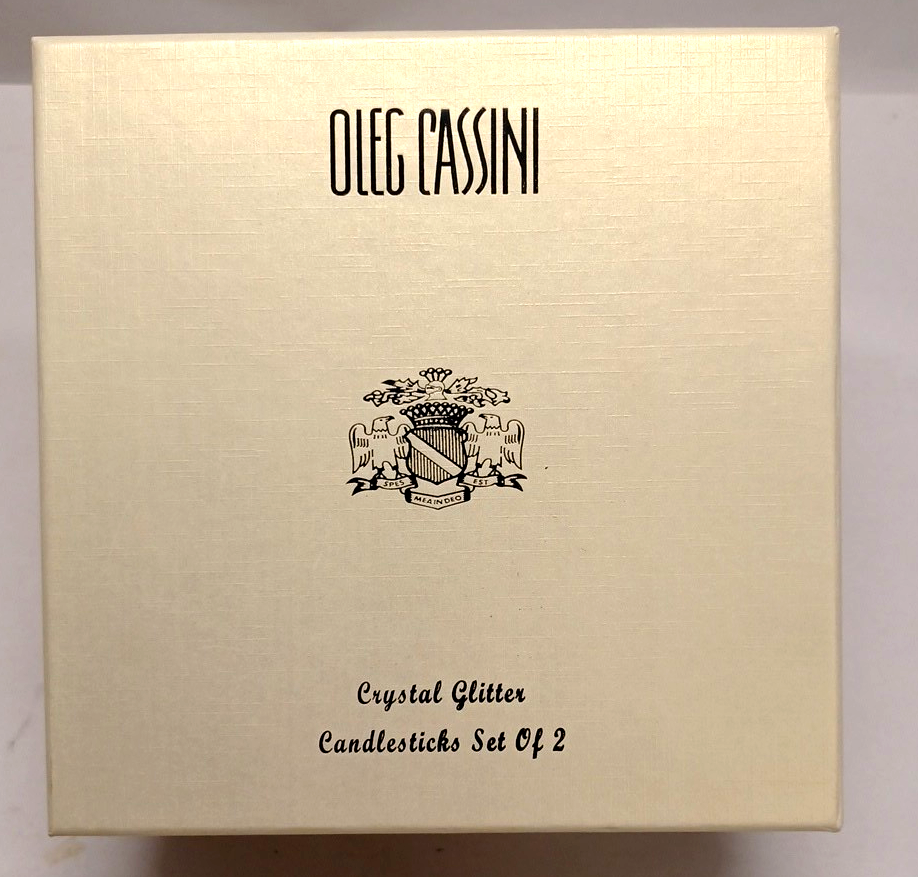 OLEG CASSINI
SPES EST
MEA IN DEO
Crystal Glitter
Candlesticks Set Of 2